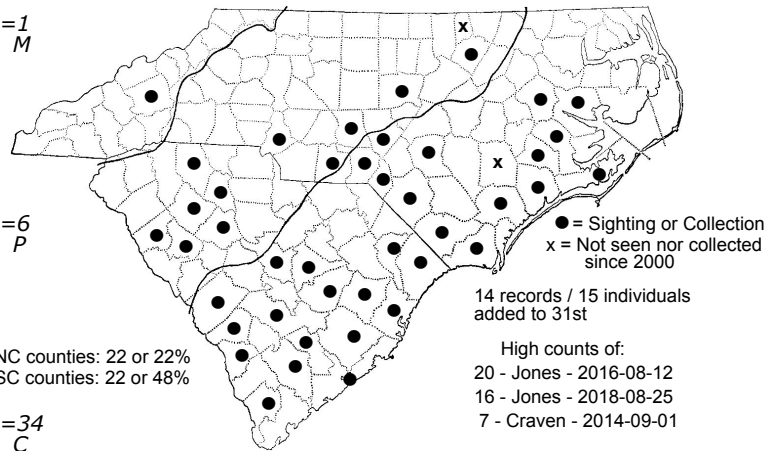 =1
M
x
x
=6
P
● = Sighting or Collection
x = Not seen nor collected
since 2000
14 records / 15 individuals
added to 31st
NC counties: 22 or 22%
SC counties: 22 or 48%
High counts of:
20 - Jones - 2016-08-12
16 - Jones - 2018-08-25
7 - Craven - 2014-09-01
=34
C